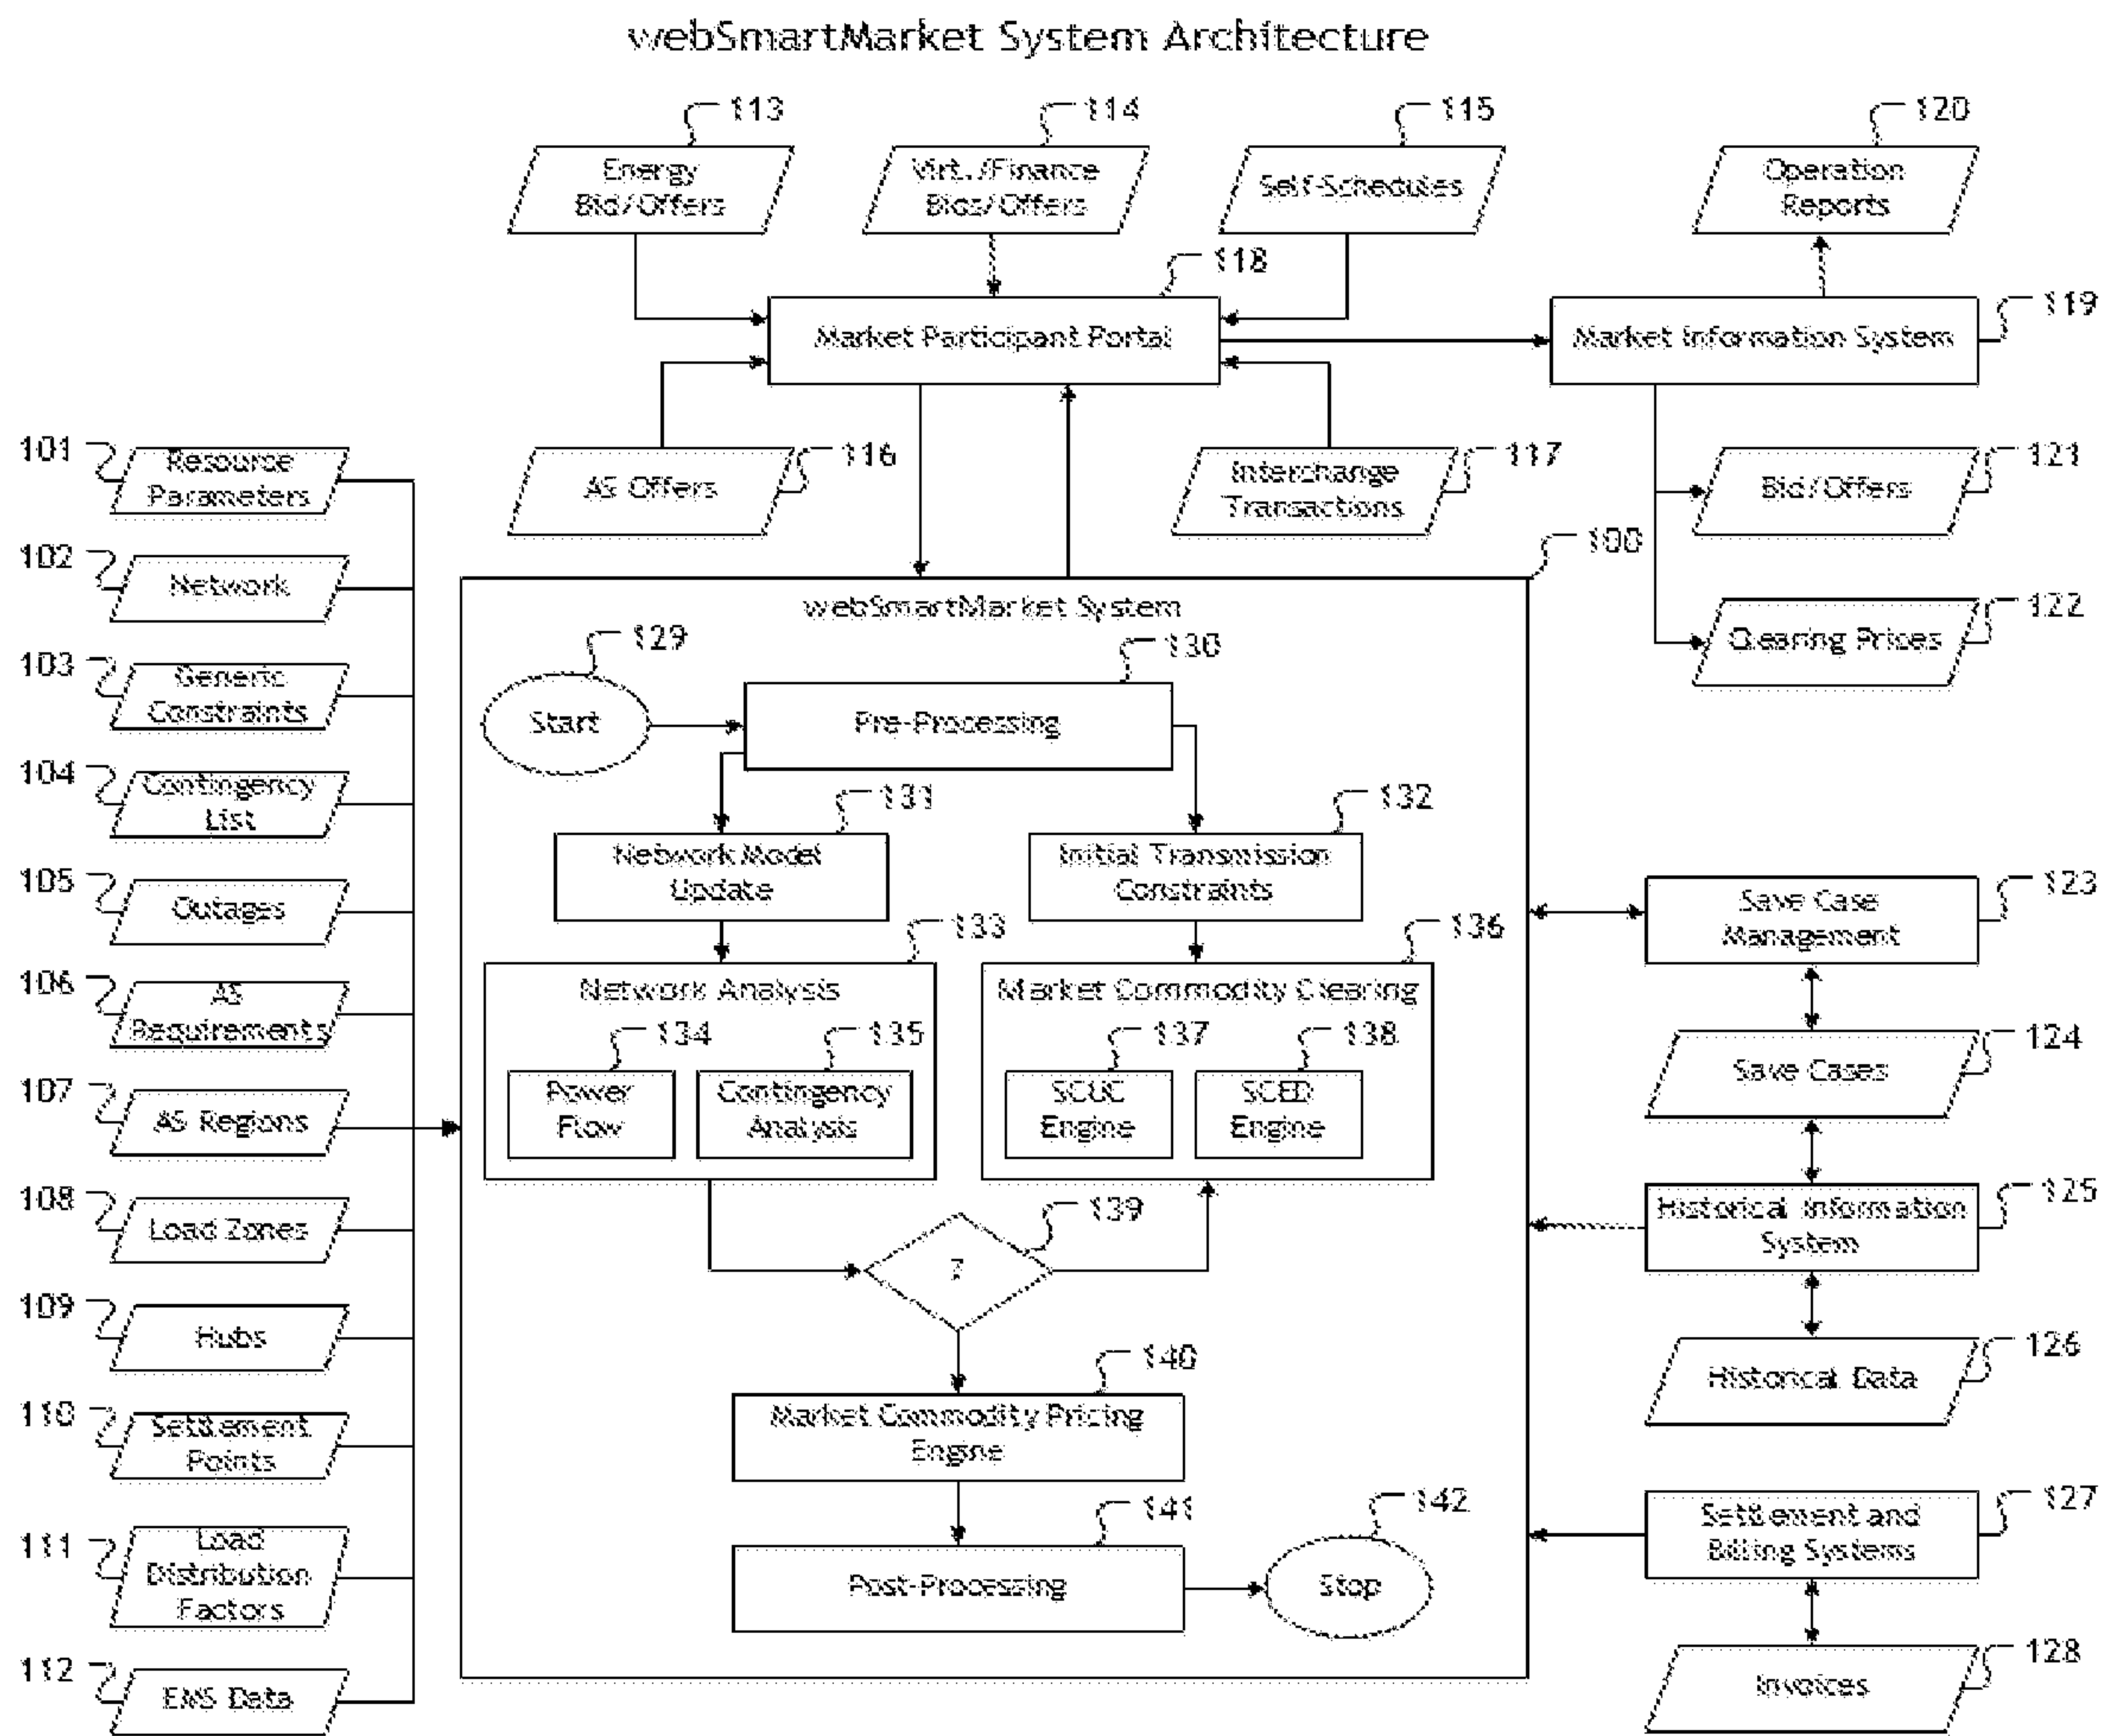 webSmartMarket System Architecture
113
114
115
120
Energy
Bid/Offers
Virt./Finance
Bids/Offers
Self-Schedules
Operation
Reports
118
119
Market Participant Portal
Market Information System
101
Resource
Parameters
116
AS Offers
117
Interchange
Transactions
121
Bid/Offers
100
102
Network
122
Clearing Prices
webSmartMarket System
103
Generic
Constraints
129
Start
130
Pre-Processing
104
Contingency
List
131
Network Model
Update
132
Initial Transmission
Constraints
105
Outages
123
Save Case
Management
133
Network Analysis
136
Market Commodity Clearing
106
AS
Requirements
134
Power
Flow
135
Contingency
Analysis
137
SCUC
Engine
138
SCED
Engine
124
Save Cases
107
AS Regions
108
Load Zones
139
?
125
Historical Information
System
109
Hubs
126
Historical Data
140
Market Commodity Pricing
Engine
110
Settlement
Points
141
Post-Processing
142
Stop
127
Settlement and
Billing Systems
111
Load
Distribution
Factors
112
EMS Data
128
Invoices